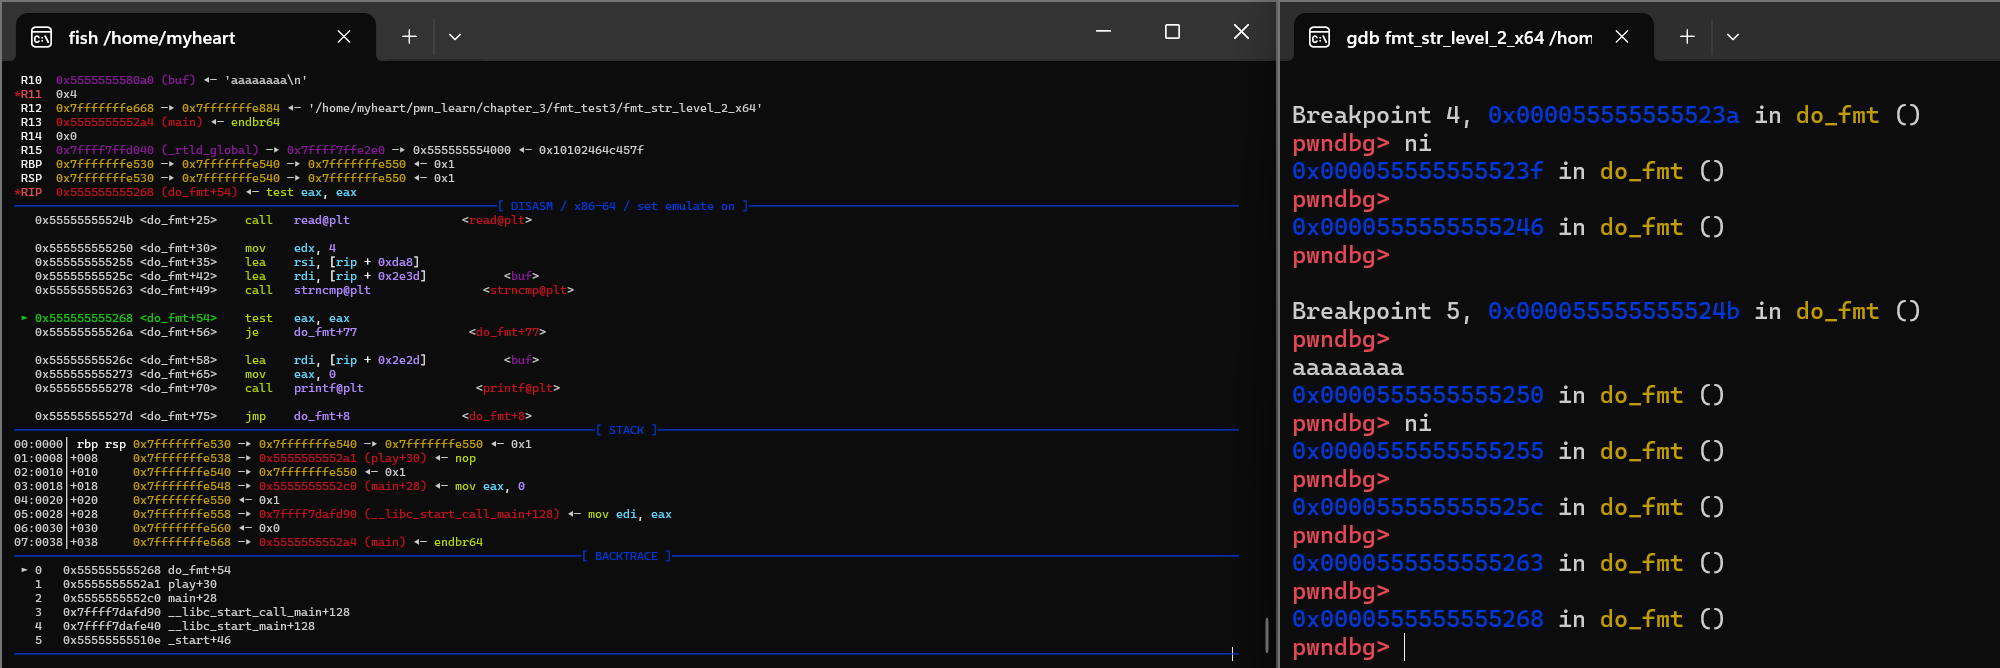 fish /home/myheart
R10  0x5555555580a0 (buf) ◂— 'aaaaaaaa\n'
*R11  0x4
R12  0x7fffffffe668 —▸ 0x7fffffffe884 ◂— '/home/myheart/pwn_learn/chapter_3/fmt_test3/fmt_str_level_2_x64'
R13  0x5555555552a4 (main) ◂— endbr64
R14  0x0
R15  0x7ffff7ffd040 (_rtld_global) —▸ 0x7ffff7ffe2e0 —▸ 0x555555554000 ◂— 0x10102464c457f
RBP  0x7fffffffe530 —▸ 0x7fffffffe540 —▸ 0x7fffffffe550 ◂— 0x1
RSP  0x7fffffffe530 —▸ 0x7fffffffe540 —▸ 0x7fffffffe550 ◂— 0x1
*RIP  0x555555555268 (do_fmt+54) ◂— test eax, eax
[ DISASM / x86-64 / set emulate on ]
0x55555555524b <do_fmt+25>    call   read@plt                <read@plt>
0x555555555250 <do_fmt+30>    mov    edx, 4
0x555555555255 <do_fmt+35>    lea    rsi, [rip + 0xda8]
0x55555555525c <do_fmt+42>    lea    rdi, [rip + 0x2e3d]           <buf>
0x555555555263 <do_fmt+49>    call   strncmp@plt                <strncmp@plt>
► 0x555555555268 <do_fmt+54>    test   eax, eax
0x55555555526a <do_fmt+56>    je     do_fmt+77                <do_fmt+77>
0x55555555526c <do_fmt+58>    lea    rdi, [rip + 0x2e2d]           <buf>
0x555555555273 <do_fmt+65>    mov    eax, 0
0x555555555278 <do_fmt+70>    call   printf@plt                <printf@plt>
0x55555555527d <do_fmt+75>    jmp    do_fmt+8                <do_fmt+8>
[ STACK ]
00:0000│ rbp rsp 0x7fffffffe530 —▸ 0x7fffffffe540 —▸ 0x7fffffffe550 ◂— 0x1
01:0008│+008     0x7fffffffe538 —▸ 0x5555555552a1 (play+30) ◂— nop
02:0010│+010     0x7fffffffe540 —▸ 0x7fffffffe550 ◂— 0x1
03:0018│+018     0x7fffffffe548 —▸ 0x5555555552c0 (main+28) ◂— mov eax, 0
04:0020│+020     0x7fffffffe550 ◂— 0x1
05:0028│+028     0x7fffffffe558 —▸ 0x7ffff7dafd90 (__libc_start_call_main+128) ◂— mov edi, eax
06:0030│+030     0x7fffffffe560 ◂— 0x0
07:0038│+038     0x7fffffffe568 —▸ 0x5555555552a4 (main) ◂— endbr64
[ BACKTRACE ]
► 0   0x555555555268 do_fmt+54
1   0x5555555552a1 play+30
2   0x5555555552c0 main+28
3   0x7ffff7dafd90 __libc_start_call_main+128
4   0x7ffff7dafe40 __libc_start_main+128
5   0x55555555510e _start+46
gdb fmt_str_level_2_x64 /hom
Breakpoint 4, 0x000055555555523a in do_fmt ()
pwndbg> ni
0x000055555555523f in do_fmt ()
pwndbg>
0x0000555555555246 in do_fmt ()
pwndbg>
Breakpoint 5, 0x000055555555524b in do_fmt ()
pwndbg>
aaaaaaaa
0x0000555555555250 in do_fmt ()
pwndbg> ni
0x0000555555555255 in do_fmt ()
pwndbg>
0x000055555555525c in do_fmt ()
pwndbg>
0x0000555555555263 in do_fmt ()
pwndbg>
0x0000555555555268 in do_fmt ()
pwndbg>